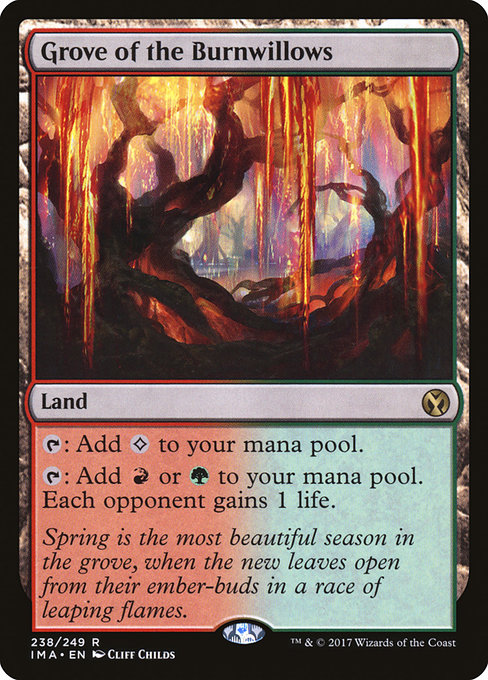 Grove of the Burnwillows
Land
: Add to your mana pool.
: Add or to your mana pool.
Each opponent gains 1 life.
Spring is the most beautiful season in
the grove, when the new leaves open
from their ember-buds in a race of
leaping flames.
238/249 R
IMA • EN Cliff Childs
™ & © 2017 Wizards of the Coast